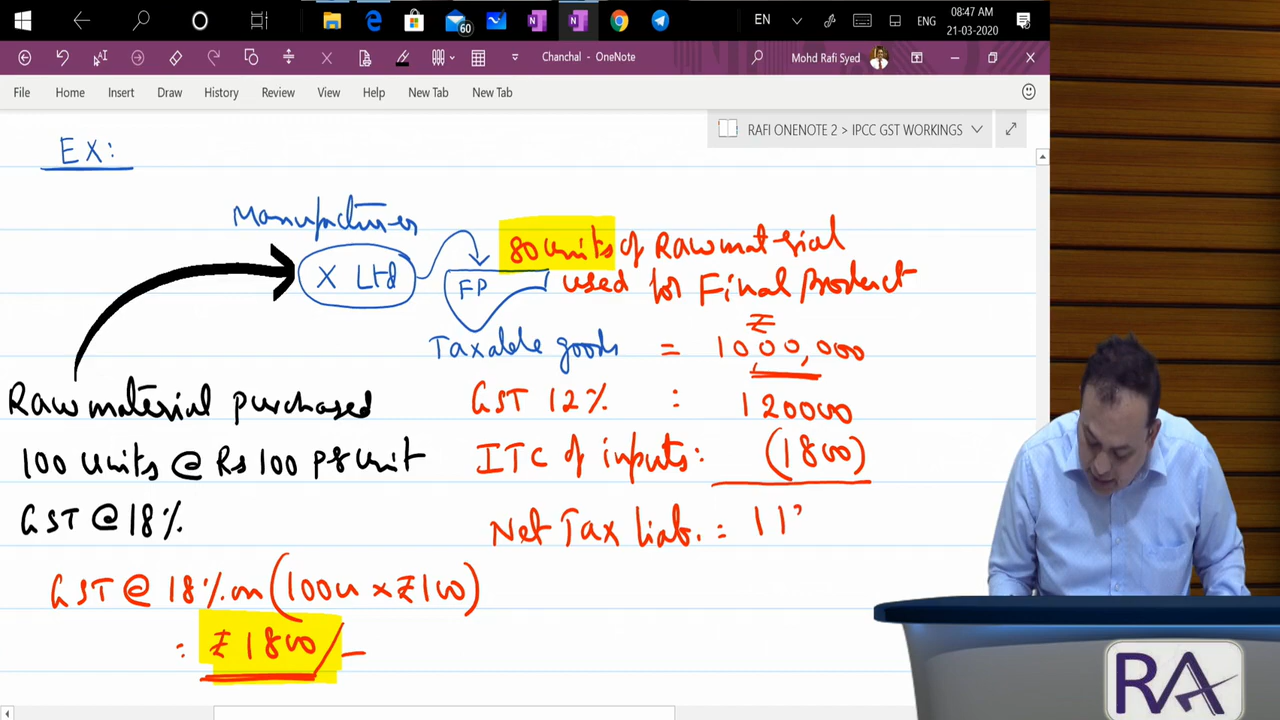 EN
ENG
08:47 AM
21-03-2020
60
Chanchal - OneNote
Mohd Rafi Syed
File Home Insert Draw History Review View Help New Tab New Tab
RAFI ONENOTE 2 > IPCC GST WORKINGS
EX:
Manufacturer
X Ltd
FP
80 units of Raw material
used for Final Product
₹
Taxable goods = 1000,000
GST 12% : 120000
ITC of inputs: (1800)
Net Tax Liab. = 11
Raw material purchased
100 units @ Rs 100 per unit
GST @ 18%
GST @ 18% on (100u x ₹100)
: ₹1800/-
RA